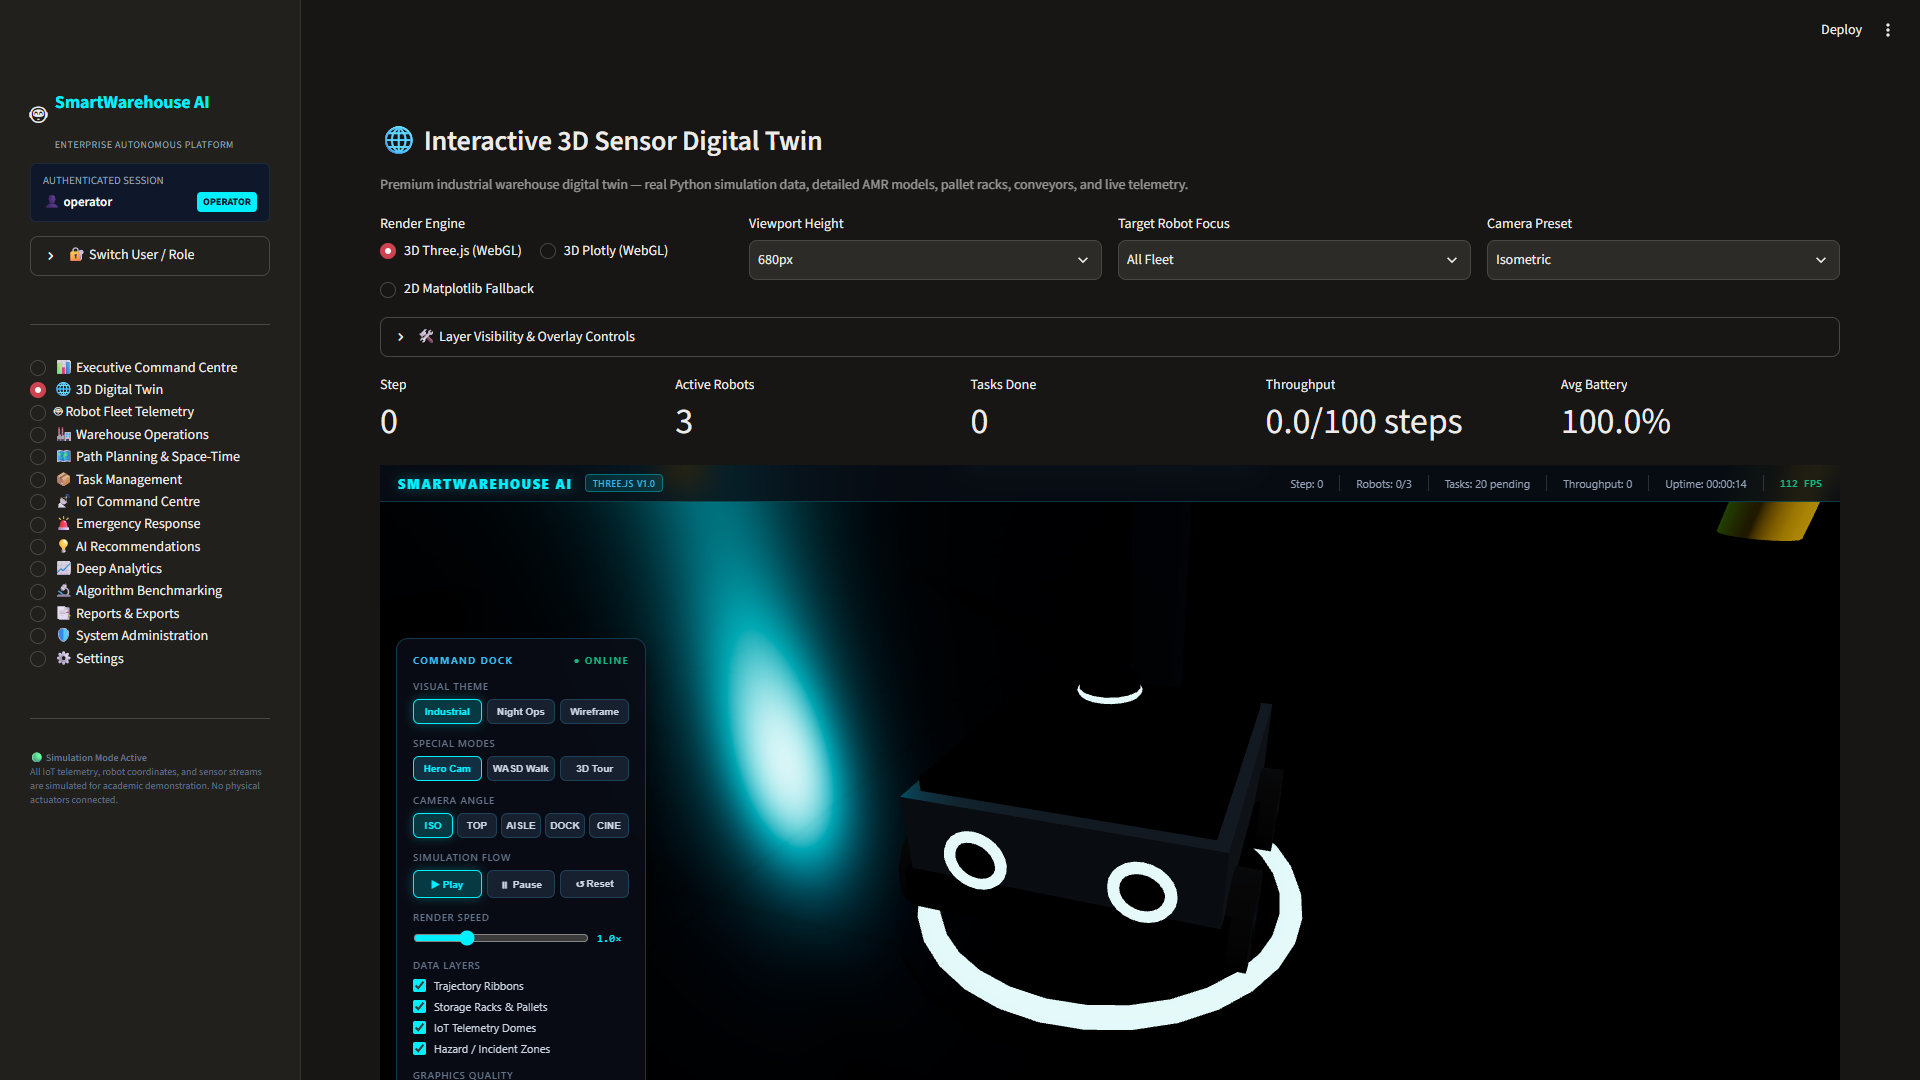 Deploy
SmartWarehouse AI
ENTERPRISE AUTONOMOUS PLATFORM
AUTHENTICATED SESSION
operator
OPERATOR
Switch User / Role
Executive Command Centre
3D Digital Twin
Robot Fleet Telemetry
Warehouse Operations
Path Planning & Space-Time
Task Management
IoT Command Centre
Emergency Response
AI Recommendations
Deep Analytics
Algorithm Benchmarking
Reports & Exports
System Administration
Settings
Simulation Mode Active
All IoT telemetry, robot coordinates, and sensor streams
are simulated for academic demonstration. No physical
actuators connected.
Interactive 3D Sensor Digital Twin
Premium industrial warehouse digital twin — real Python simulation data, detailed AMR models, pallet racks, conveyors, and live telemetry.
Render Engine
3D Three.js (WebGL)
3D Plotly (WebGL)
2D Matplotlib Fallback
Viewport Height
680px
Target Robot Focus
All Fleet
Camera Preset
Isometric
Layer Visibility & Overlay Controls
Step
0
Active Robots
3
Tasks Done
0
Throughput
0.0/100 steps
Avg Battery
100.0%
SMARTWAREHOUSE AI
THREE.JS V1.0
Step: 0
Robots: 0/3
Tasks: 20 pending
Throughput: 0
Uptime: 00:00:14
112 FPS
COMMAND DOCK
● ONLINE
VISUAL THEME
Industrial
Night Ops
Wireframe
SPECIAL MODES
Hero Cam
WASD Walk
3D Tour
CAMERA ANGLE
ISO
TOP
AISLE
DOCK
CINE
SIMULATION FLOW
▶ Play
⏸ Pause
↺ Reset
RENDER SPEED
1.0×
DATA LAYERS
Trajectory Ribbons
Storage Racks & Pallets
IoT Telemetry Domes
Hazard / Incident Zones
GRAPHICS QUALITY